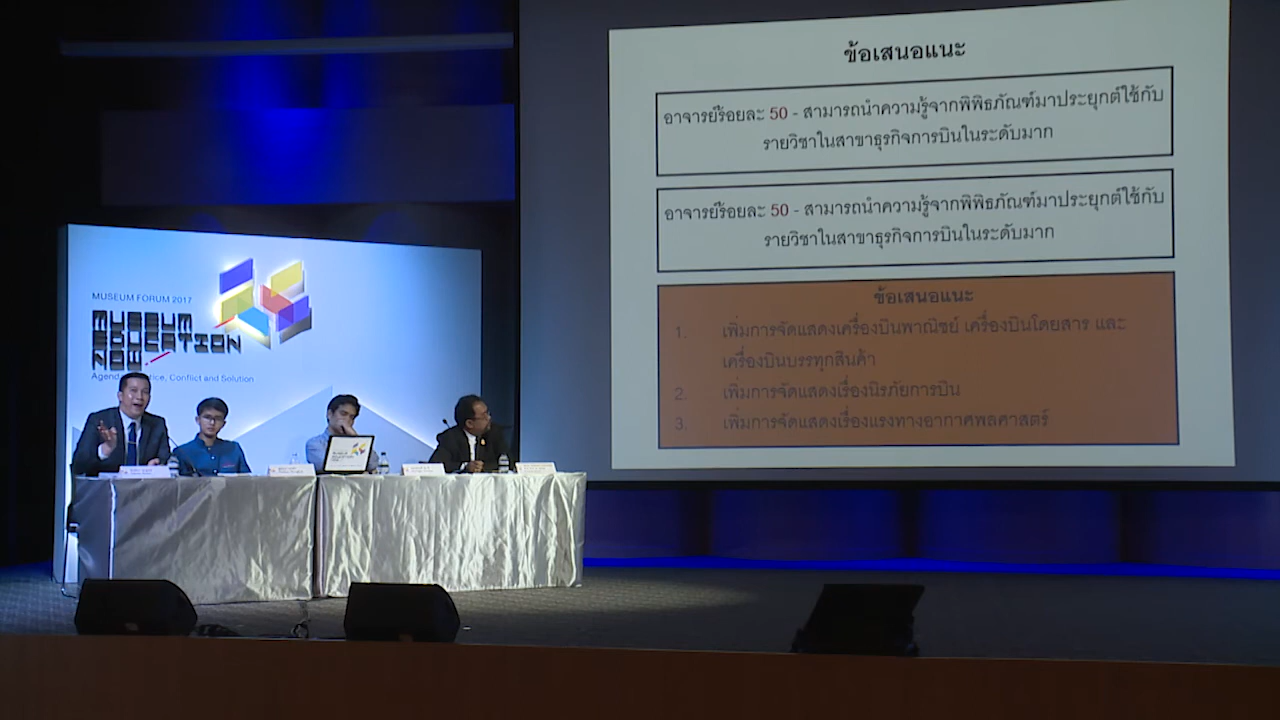 MUSEUM FORUM 2017
MUSEUM
EDUCATION
NOW!
Conflict and Solution
ข้อเสนอแนะ
อาจารย์ร้อยละ 50 - สามารถนำความรู้จากพิพิธภัณฑ์มาประยุกต์ใช้กับ
รายวิชาในสาขาธุรกิจการบินในระดับมาก
อาจารย์ร้อยละ 50 - สามารถนำความรู้จากพิพิธภัณฑ์มาประยุกต์ใช้กับ
รายวิชาในสาขาธุรกิจการบินในระดับมาก
ข้อเสนอแนะ
1. เพิ่มการจัดแสดงเครื่องบินพาณิชย์ เครื่องบินโดยสาร และ
เครื่องบินบรรทุกสินค้า
2. เพิ่มการจัดแสดงเรื่องนิรภัยการบิน
3. เพิ่มการจัดแสดงเรื่องแรงทางอากาศพลศาสตร์